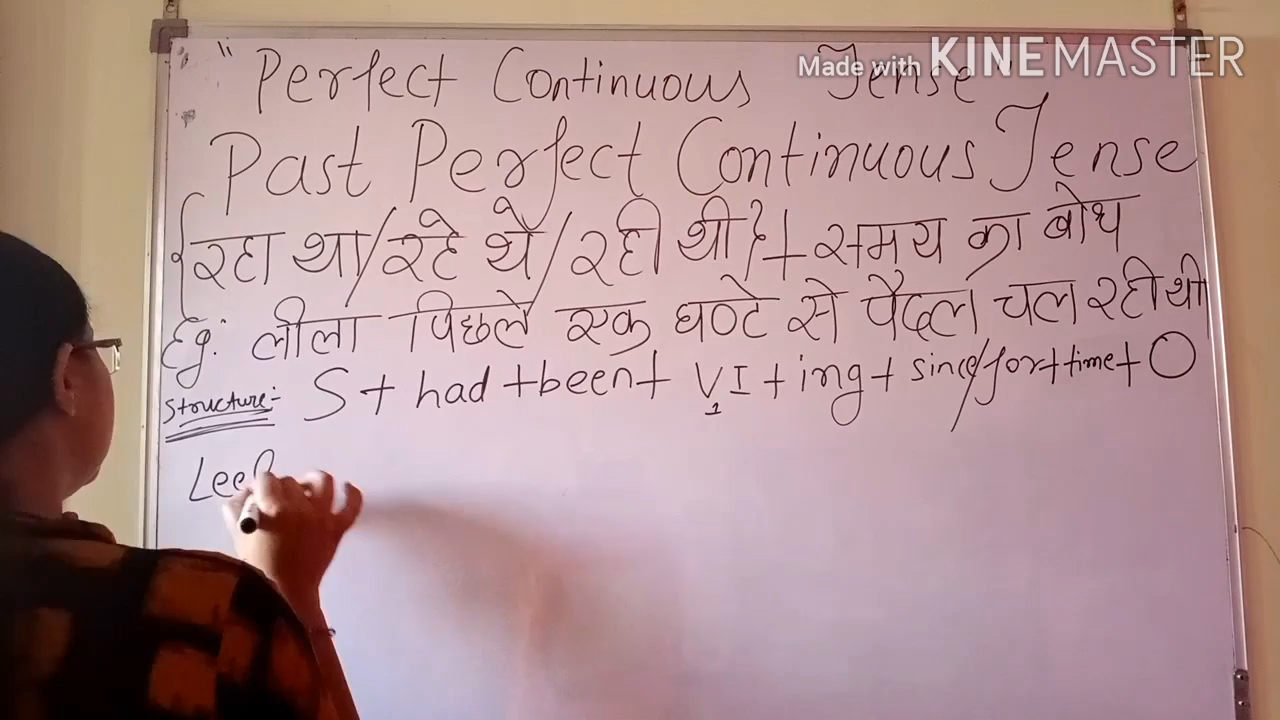 Made with KINEMASTER
" Perfect Continuous Tense "
Past Perfect Continuous Tense
{रहा था/रहे थे/रही थी}+समय का बोध
Eg: लीला पिछले एक घण्टे से पैदल चल रही थी
Structure:- S + had +been+ V1 I + ing + since/for+time+ O
Leel